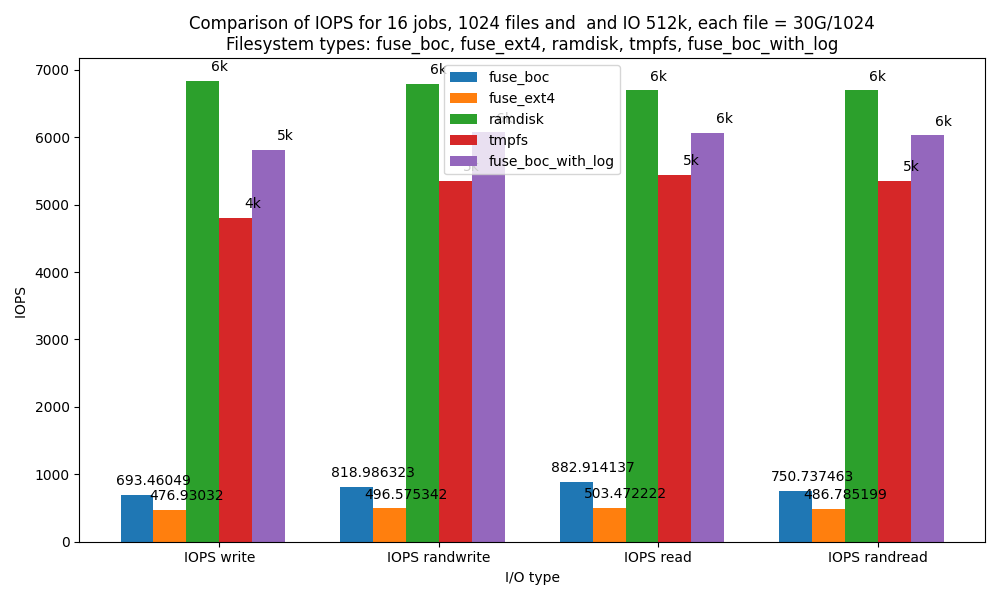 Comparison of IOPS for 16 jobs, 1024 files and  and IO 512k, each file = 30G/1024
Filesystem types: fuse_boc, fuse_ext4, ramdisk, tmpfs, fuse_boc_with_log
fuse_boc
fuse_ext4
ramdisk
tmpfs
fuse_boc_with_log
IOPS
7000
6000
5000
4000
3000
2000
1000
0
693.46049
476.93032
6k
4k
5k
818.986323
496.575342
6k
5k
882.914137
503.472222
6k
5k
6k
750.737463
486.785199
6k
5k
6k
IOPS write
IOPS randwrite
IOPS read
IOPS randread
I/O type